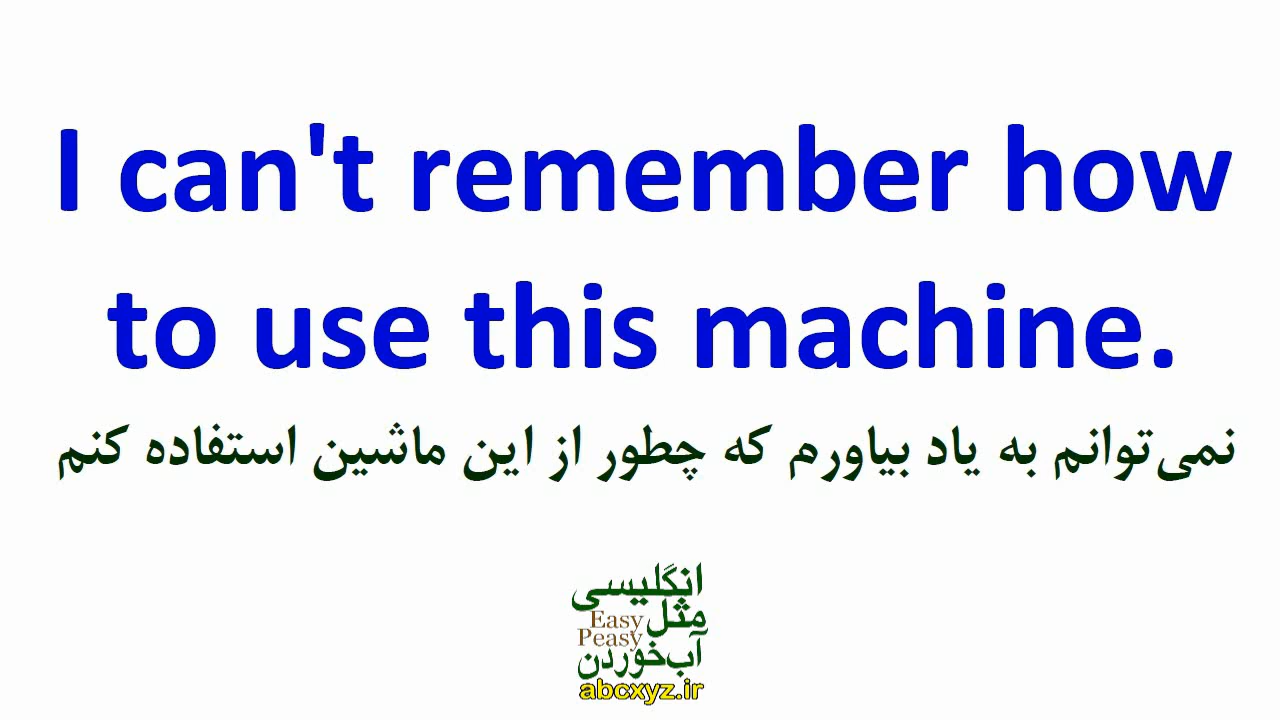 I can't remember how
to use this machine.
نمی‌توانم به یاد بیاورم که چطور از این ماشین استفاده کنم
انگلیسی
مثل
Easy
Peasy
آب‌خوردن
abcxyz.ir